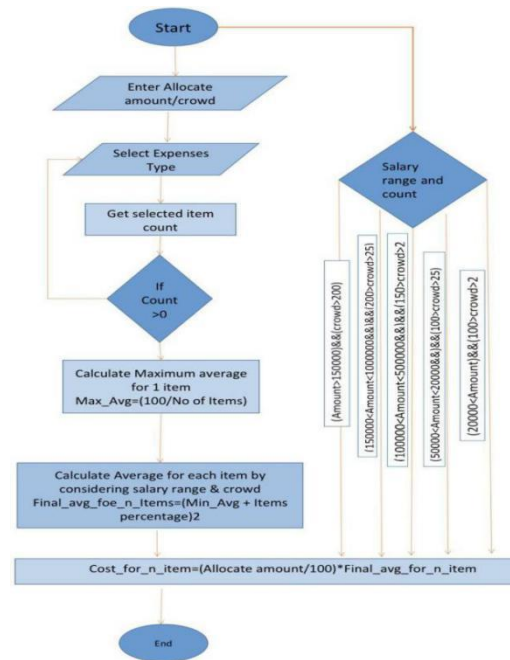 Start
Enter Allocate
amount/crowd
Select Expenses
Type
Get selected item
count
If
Count
>0
Calculate Maximum average
for 1 item
Max_Avg=(100/No of Items)
Calculate Average for each item by
considering salary range & crowd
Final_avg_foe_n_Items=(Min_Avg + Items
percentage)2
Salary
range and
count
(Amount>150000)&&(crowd>200)
(150000<Amount<1000000&&)&&(200>crowd>25)
(100000<Amount<500000&&)&&(150>crowd>2
(50000<Amount<20000&&)&&(100>crowd>25)
(20000<Amount)&&(100>crowd>2
Cost_for_n_item=(Allocate amount/100)*Final_avg_for_n_item
End